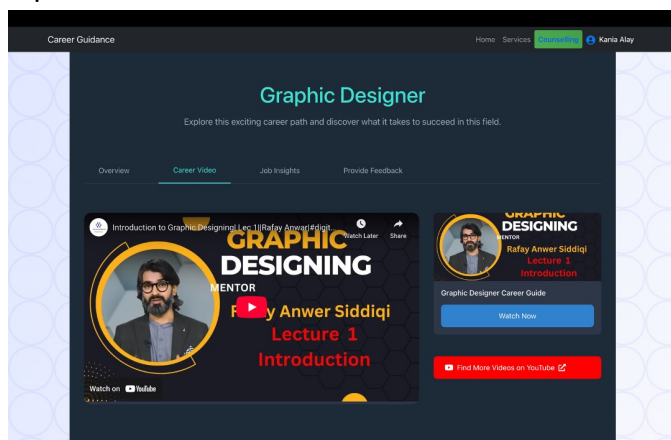 Career Guidance
Home Services Counselling Kania Alay
Graphic Designer
Explore this exciting career path and discover what it takes to succeed in this field.
Overview Career Video Job Insights Provide Feedback
Introduction to Graphic Designing| Lec 1||Rafay Anwar|#digit...
Watch Later Share
GRAPHIC
DESIGNING
MENTOR
y Anwer Siddiqi
Lecture 1
Introduction
Watch on YouTube
GRAPHIC
DESIGNING
MENTOR
Rafay Anwer Siddiqi
Lecture 1
Introduction
Graphic Designer Career Guide
Watch Now
Find More Videos on YouTube